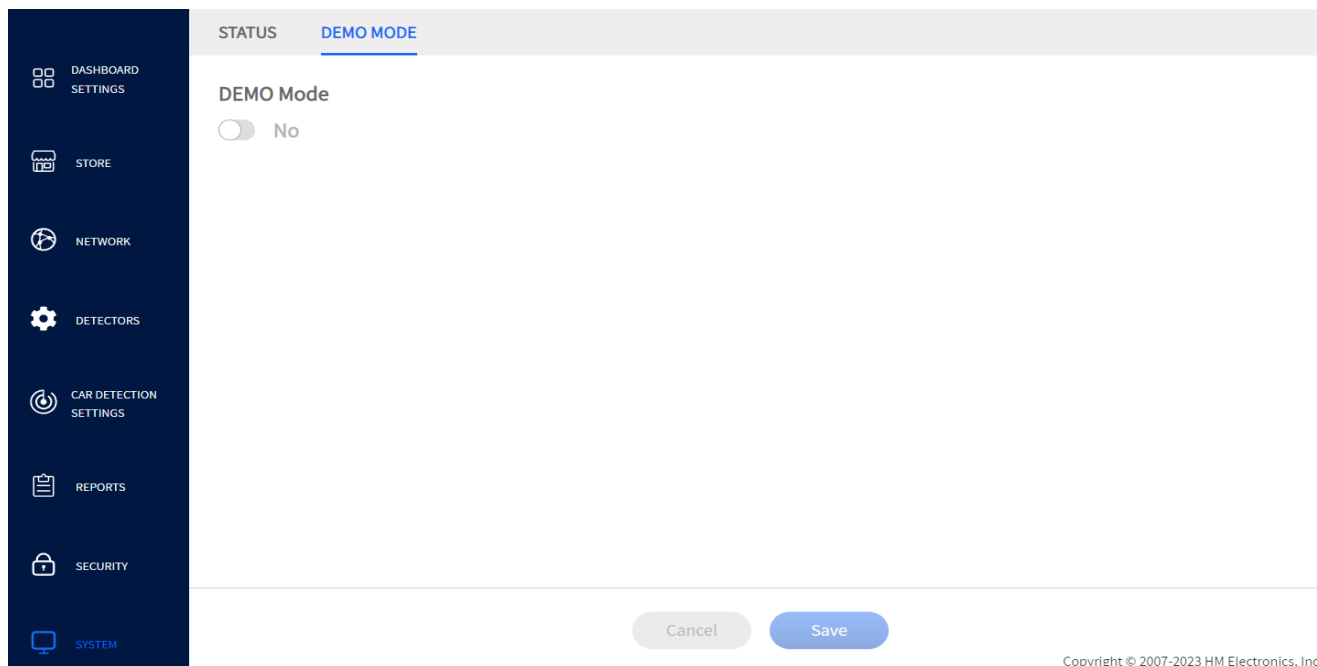 STATUS DEMO MODE
DASHBOARD
SETTINGS
STORE
NETWORK
DETECTORS
CAR DETECTION
SETTINGS
REPORTS
SECURITY
SYSTEM
DEMO Mode
No
Cancel Save
Copyright © 2007-2023 HM Electronics, Inc